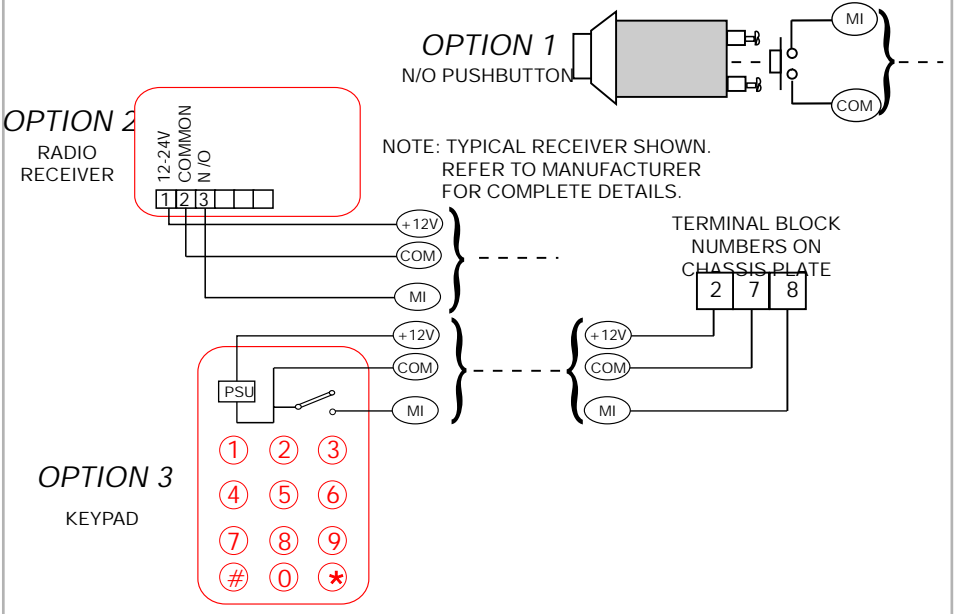 OPTION 1
N/O PUSHBUTTON
MI
COM
OPTION 2
RADIO
RECEIVER
12-24V
COMMON
N /O
1 2 3
NOTE: TYPICAL RECEIVER SHOWN.
REFER TO MANUFACTURER
FOR COMPLETE DETAILS.
+12V
COM
MI
TERMINAL BLOCK
NUMBERS ON
CHASSIS PLATE
2 7 8
+12V
COM
MI
+12V
COM
MI
PSU
OPTION 3
KEYPAD
1 2 3
4 5 6
7 8 9
# 0 *